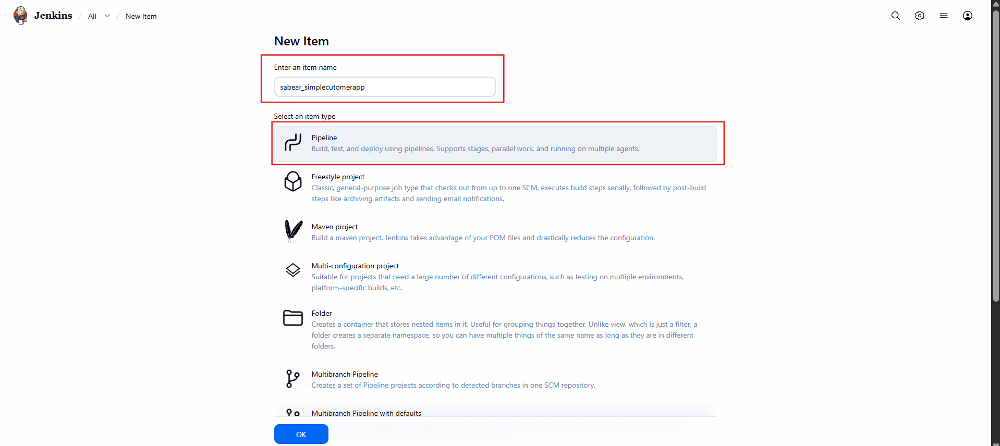 Jenkins / All / New Item
New Item
Enter an item name
sabear_simplecutomerapp
Select an item type
Pipeline
Build, test, and deploy using pipelines. Supports stages, parallel work, and running on multiple agents.
Freestyle project
Classic, general-purpose job type that checks out from up to one SCM, executes build steps serially, followed by post-build
steps like archiving artifacts and sending email notifications.
Maven project
Build a maven project. Jenkins takes advantage of your POM files and drastically reduces the configuration.
Multi-configuration project
Suitable for projects that need a large number of different configurations, such as testing on multiple environments,
platform-specific builds, etc.
Folder
Creates a container that stores nested items in it. Useful for grouping things together. Unlike view, which is just a filter, a
folder creates a separate namespace, so you can have multiple things of the same name as long as they are in different
folders.
Multibranch Pipeline
Creates a set of Pipeline projects according to detected branches in one SCM repository.
Multibranch Pipeline with defaults
OK